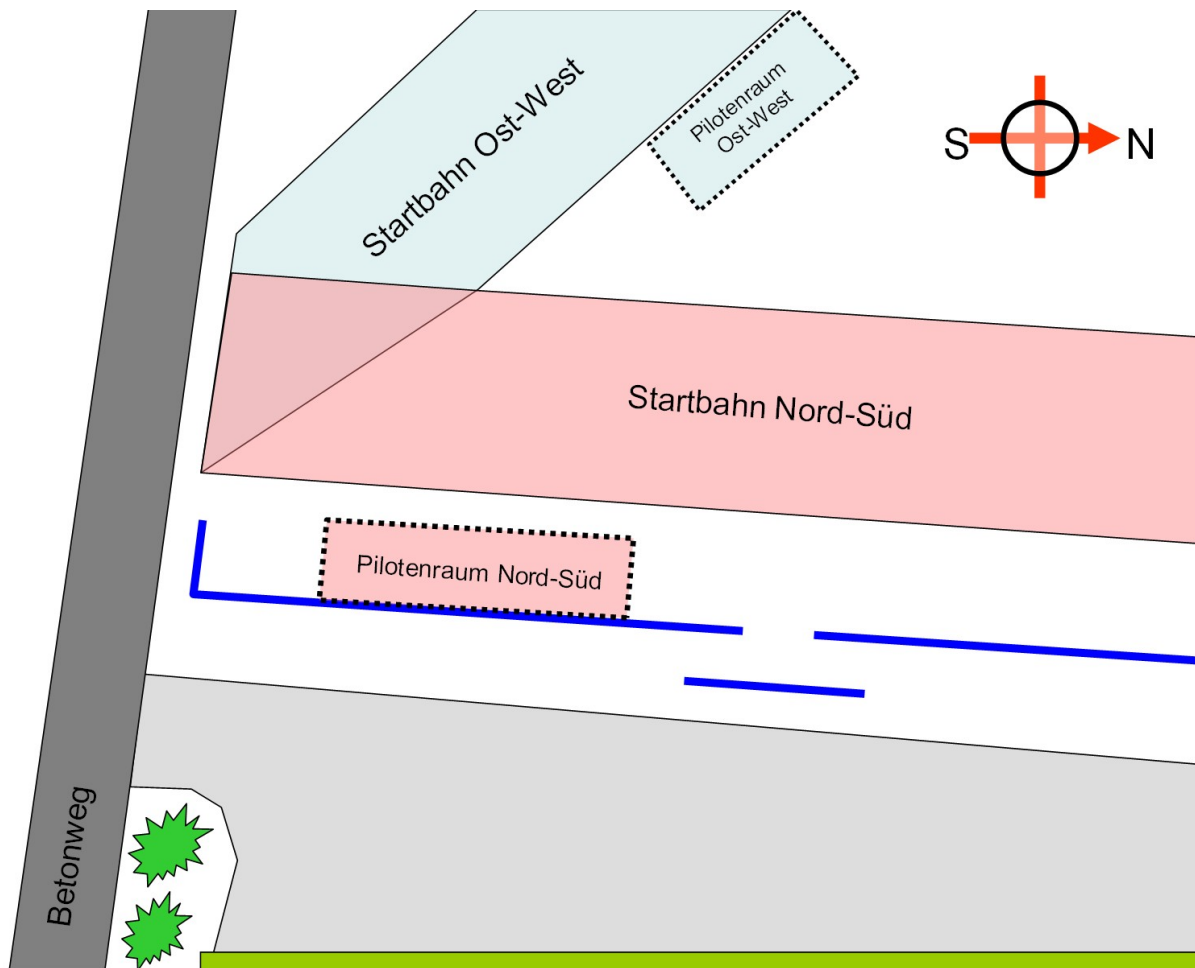 Startbahn Ost-West
Pilotenraum
Ost-West
S
N
Startbahn Nord-Süd
Pilotenraum Nord-Süd
Betonweg